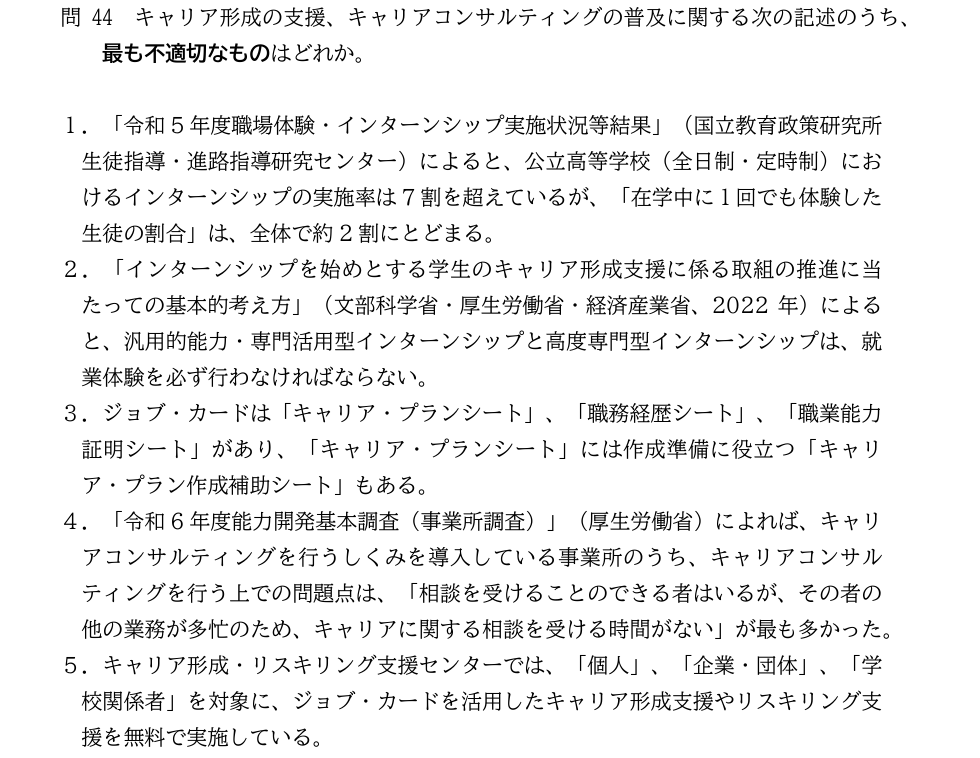 問 44 キャリア形成の支援、キャリアコンサルティングの普及に関する次の記述のうち、
最も不適切なものはどれか。
1．「令和5年度職場体験・インターンシップ実施状況等結果」（国立教育政策研究所
生徒指導・進路指導研究センター）によると、公立高等学校（全日制・定時制）にお
けるインターンシップの実施率は7割を超えているが、「在学中に1回でも体験した
生徒の割合」は、全体で約2割にとどまる。
2．「インターンシップを始めとする学生のキャリア形成支援に係る取組の推進に当
たっての基本的考え方」（文部科学省・厚生労働省・経済産業省、2022 年）による
と、汎用的能力・専門活用型インターンシップと高度専門型インターンシップは、就
業体験を必ず行わなければならない。
3．ジョブ・カードは「キャリア・プランシート」、「職務経歴シート」、「職業能力
証明シート」があり、「キャリア・プランシート」には作成準備に役立つ「キャリ
ア・プラン作成補助シート」もある。
4．「令和6年度能力開発基本調査（事業所調査）」（厚生労働省）によれば、キャリ
アコンサルティングを行うしくみを導入している事業所のうち、キャリアコンサル
ティングを行う上での問題点は、「相談を受けることのできる者はいるが、その者の
他の業務が多忙のため、キャリアに関する相談を受ける時間がない」が最も多かった。
5．キャリア形成・リスキリング支援センターでは、「個人」、「企業・団体」、「学
校関係者」を対象に、ジョブ・カードを活用したキャリア形成支援やリスキリング支
援を無料で実施している。